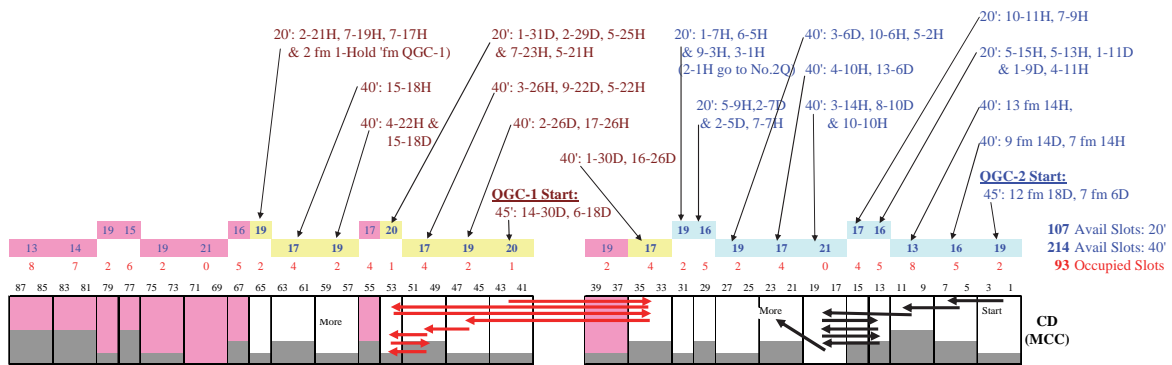 20': 2-21H, 7-19H, 7-17H
& 2 fm 1-Hold 'fm QGC-1)
20': 1-31D, 2-29D, 5-25H
& 7-23H, 5-21H
20': 1-7H, 6-5H
& 9-3H, 3-1H
(2-1H go to No.2Q)
40': 3-6D, 10-6H, 5-2H
20': 10-11H, 7-9H
20': 5-15H, 5-13H, 1-11D
& 1-9D, 4-11H
40': 15-18H
40': 3-26H, 9-22D, 5-22H
40': 4-10H, 13-6D
40': 4-22H &
15-18D
40': 2-26D, 17-26H
20': 5-9H,2-7D
& 2-5D, 7-7H
40': 3-14H, 8-10D
& 10-10H
40': 13 fm 14H,
40': 1-30D, 16-26D
40': 9 fm 14D, 7 fm 14H
QGC-1 Start:
45': 14-30D, 6-18D
QGC-2 Start:
45': 12 fm 18D, 7 fm 6D
19 15 16 19 17 20 19 16 17 16
107 Avail Slots: 20'
13 14 19 21 17 19 17 19 20 19 17 19 17 21 13 16 19
214 Avail Slots: 40'
8 7 2 6 2 0 5 2 4 2 4 1 4 2 1 2 4 2 5 2 4 0 4 5 8 5 2
93 Occupied Slots
87 85 83 81 79 77 75 73 71 69 67 65 63 61 59 57 55 53 51 49 47 45 43 41 39 37 35 33 31 29 27 25 23 21 19 17 15 13 11 9 7 5 3 1
More
More
Start
CD
(MCC)